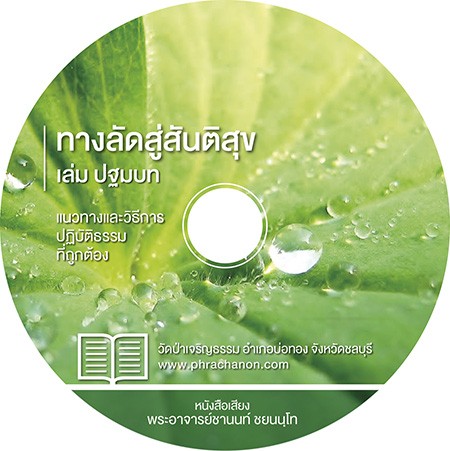 ทางลัดสู่สันติสุข
เล่ม ปฐมบท
แนวทางและวิธีการ
ปฏิบัติธรรม
ที่ถูกต้อง
วัดป่าเจริญธรรม อำเภอบ่อทอง จังหวัดชลบุรี
www.phrachanon.com
หนังสือเสียง
พระอาจารย์ชานนท์ ชยนนฺโท